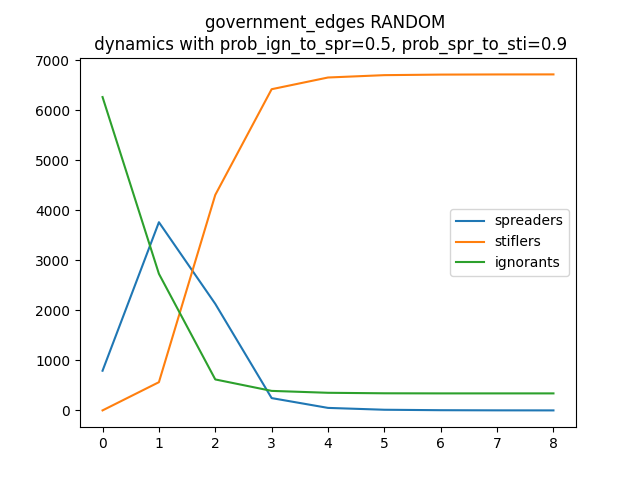 government_edges RANDOM
dynamics with prob_ign_to_spr=0.5, prob_spr_to_sti=0.9
7000
6000
5000
4000
3000
2000
1000
0
spreaders
stiflers
ignorants
0 1 2 3 4 5 6 7 8